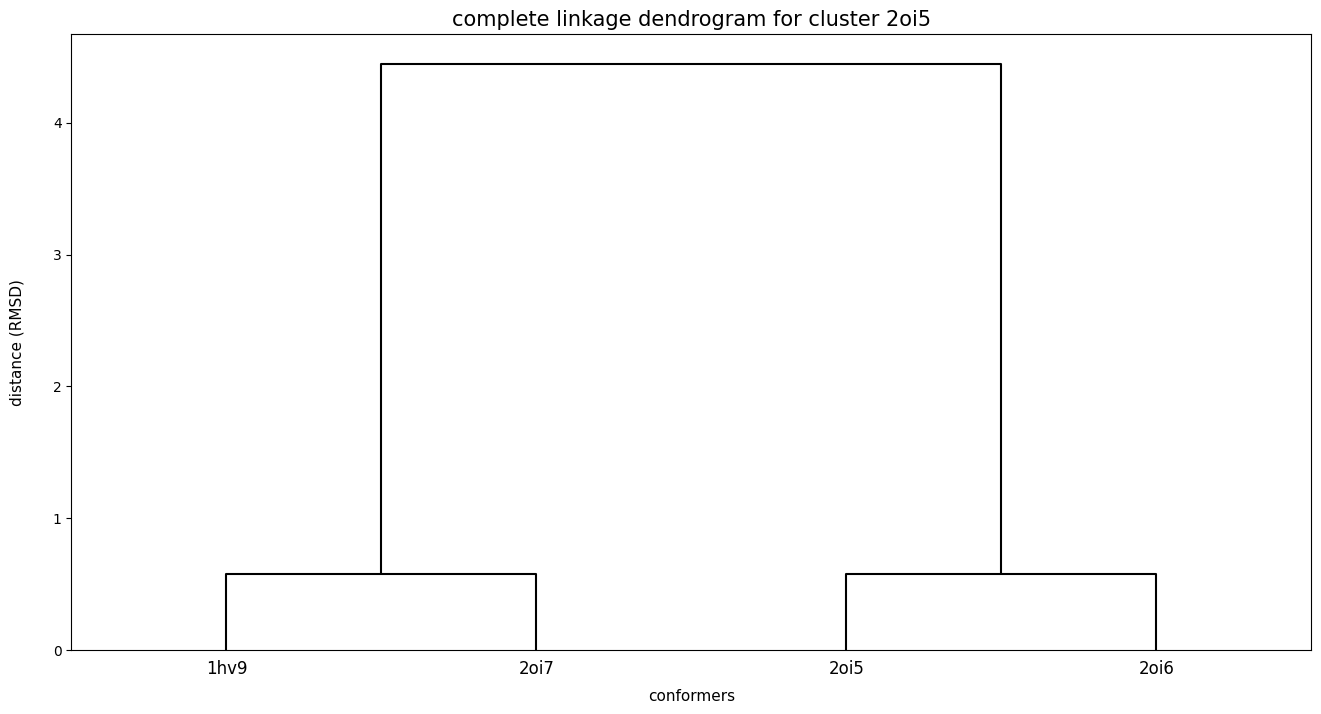 complete linkage dendrogram for cluster 2oi5
4
3
2
1
0
distance (RMSD)
1hv9 2oi7 2oi5 2oi6
conformers